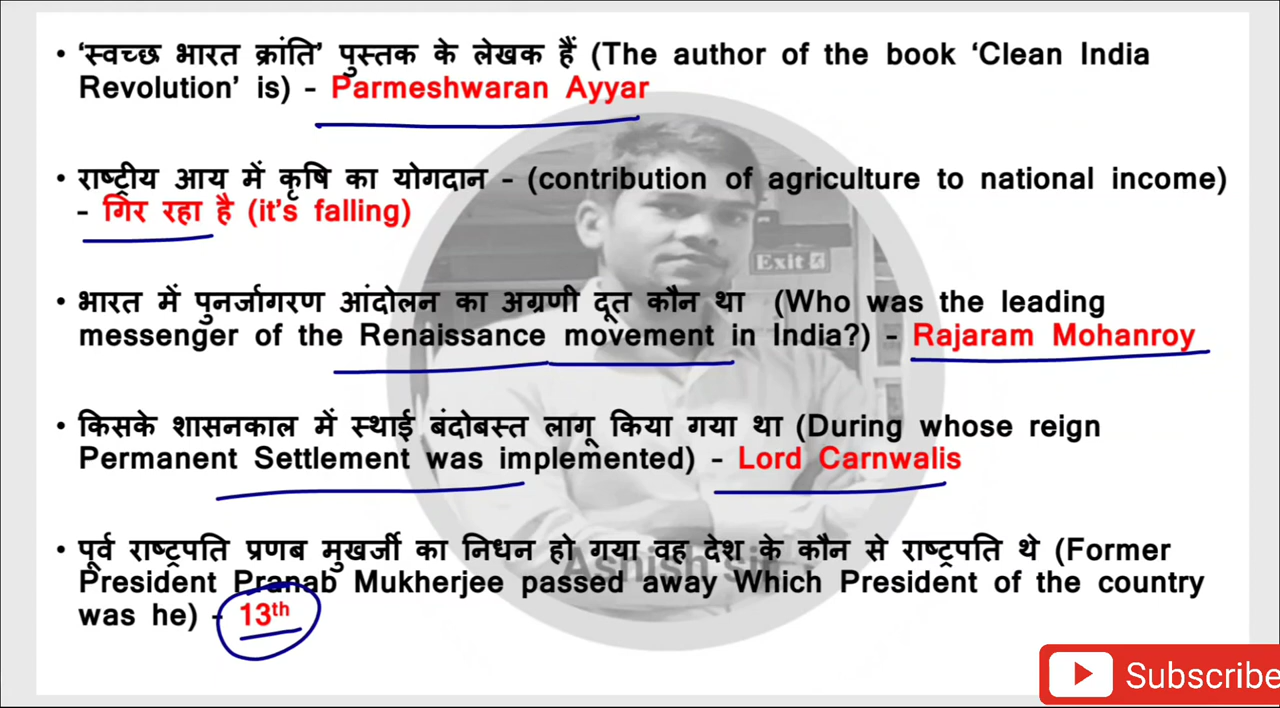 • ‘स्वच्छ भारत क्रांति’ पुस्तक के लेखक हैं (The author of the book ‘Clean India
Revolution’ is) – Parmeshwaran Ayyar
• राष्ट्रीय आय में कृषि का योगदान – (contribution of agriculture to national income)
– गिर रहा है (it’s falling)
Exit
• भारत में पुनर्जागरण आंदोलन का अग्रणी दूत कौन था (Who was the leading
messenger of the Renaissance movement in India?) – Rajaram Mohanroy
• किसके शासनकाल में स्थाई बंदोबस्त लागू किया गया था (During whose reign
Permanent Settlement was implemented) – Lord Carnwalis
• पूर्व राष्ट्रपति प्रणब मुखर्जी का निधन हो गया वह देश के कौन से राष्ट्रपति थे (Former
Ashish sir
President Pranab Mukherjee passed away Which President of the country
was he) – 13th
Subscribe